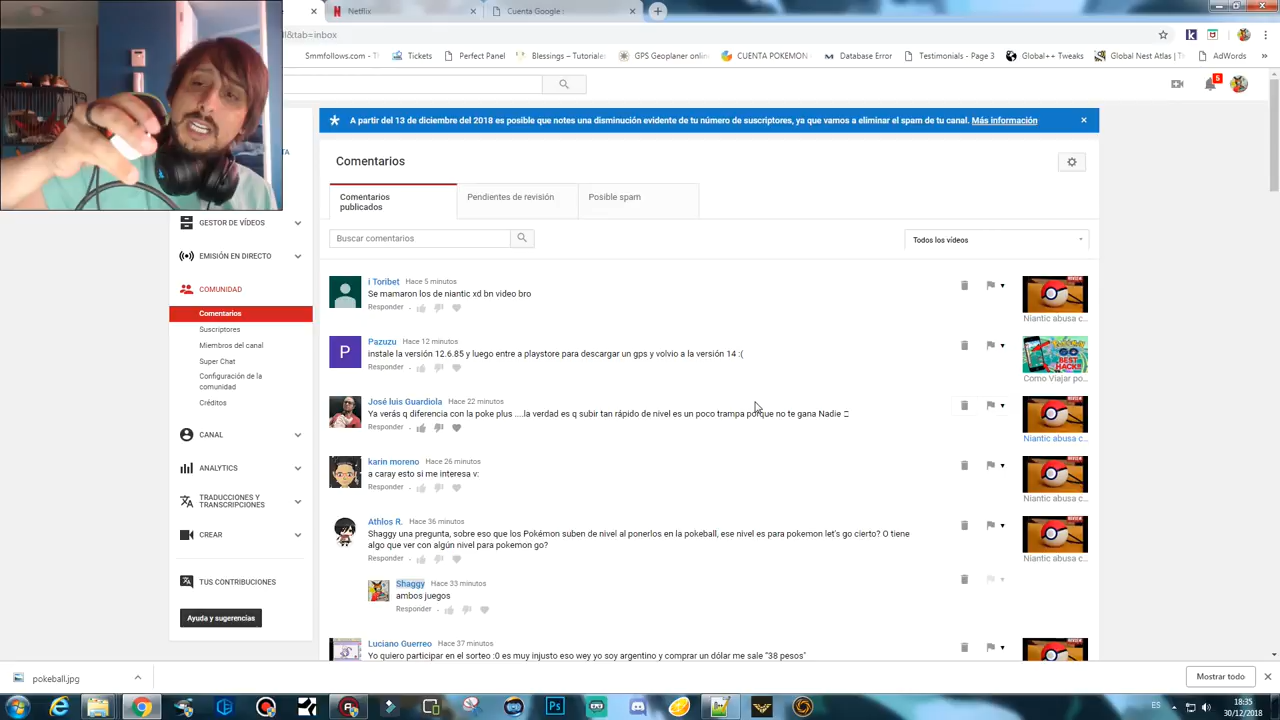 Netflix
Cuenta Google :
ll&tab=inbox
Smmfollows.com - T
Tickets
Perfect Panel
Blessings – Tutoriale
GPS Geoplaner onlin
CUENTA POKEMON
Database Error
Testimonials - Page 3
Global++ Tweaks
Global Nest Atlas | T
AdWords
5
A partir del 13 de diciembre del 2018 es posible que notes una disminución evidente de tu número de suscriptores, ya que vamos a eliminar el spam de tu canal. Más información
Comentarios
Comentarios
publicados
Pendientes de revisión
Posible spam
Buscar comentarios
Todos los vídeos
GESTOR DE VÍDEOS
EMISIÓN EN DIRECTO
COMUNIDAD
Comentarios
Suscriptores
Miembros del canal
Super Chat
Configuración de la
comunidad
Créditos
CANAL
ANALYTICS
TRADUCCIONES Y
TRANSCRIPCIONES
CREAR
TUS CONTRIBUCIONES
Ayuda y sugerencias
i Toribet Hace 5 minutos
Se mamaron los de niantic xd bn video bro
Responder
Niantic abusa c...
P
Pazuzu Hace 12 minutos
instale la versión 12.6.85 y luego entre a playstore para descargar un gps y volvio a la versión 14 :(
Responder
GO
BEST
HACK!!
Como Viajar po...
José luis Guardiola Hace 22 minutos
Ya verás q diferencia con la poke plus ....la verdad es q subir tan rápido de nivel es un poco trampa porque no te gana Nadie
Responder
Niantic abusa c...
karin moreno Hace 26 minutos
a caray esto si me interesa v:
Responder
Niantic abusa c...
Athlos R. Hace 36 minutos
Shaggy una pregunta, sobre eso que los Pokémon suben de nivel al ponerlos en la pokeball, ese nivel es para pokemon let's go cierto? O tiene
algo que ver con algún nivel para pokemon go?
Responder
Niantic abusa c...
Shaggy Hace 33 minutos
ambos juegos
Responder
Luciano Guerreo Hace 37 minutos
Yo quiero participar en el sorteo :0 es muy injusto eso wey yo soy argentino y comprar un dólar me sale "38 pesos"
pokeball.jpg
Mostrar todo
ES
18:35
30/12/2018